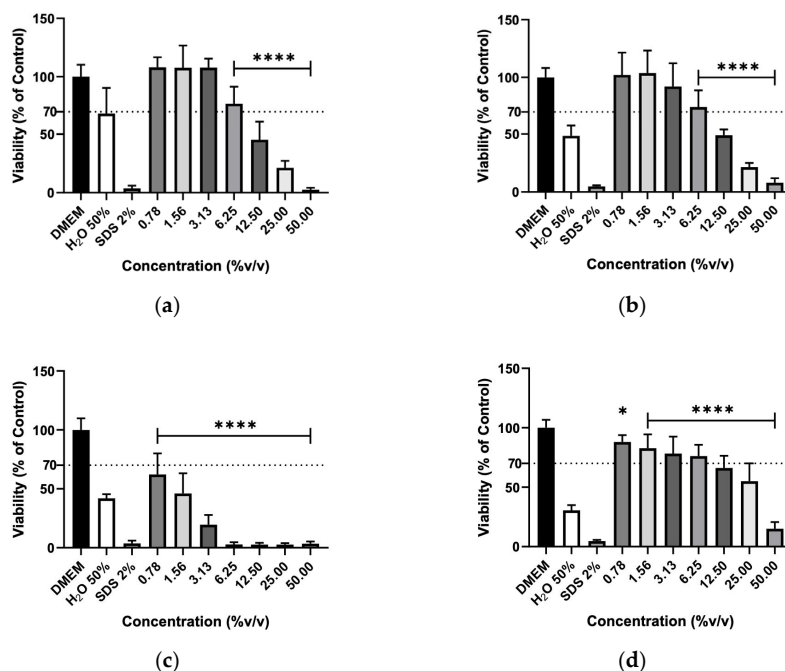 150
100
70
50
0
Viability (% of Control)
****
DMEM
H₂O 50%
SDS 2%
0.78
1.56
3.13
6.25
12.50
25.00
50.00
Concentration (%v/v)
(a)
150
100
70
50
0
Viability (% of Control)
****
DMEM
H₂O 50%
SDS 2%
0.78
1.56
3.13
6.25
12.50
25.00
50.00
Concentration (%v/v)
(b)
150
100
70
50
0
Viability (% of Control)
****
DMEM
H₂O 50%
SDS 2%
0.78
1.56
3.13
6.25
12.50
25.00
50.00
Concentration (%v/v)
(c)
150
100
70
50
0
Viability (% of Control)
*
****
DMEM
H₂O 50%
SDS 2%
0.78
1.56
3.13
6.25
12.50
25.00
50.00
Concentration (%v/v)
(d)